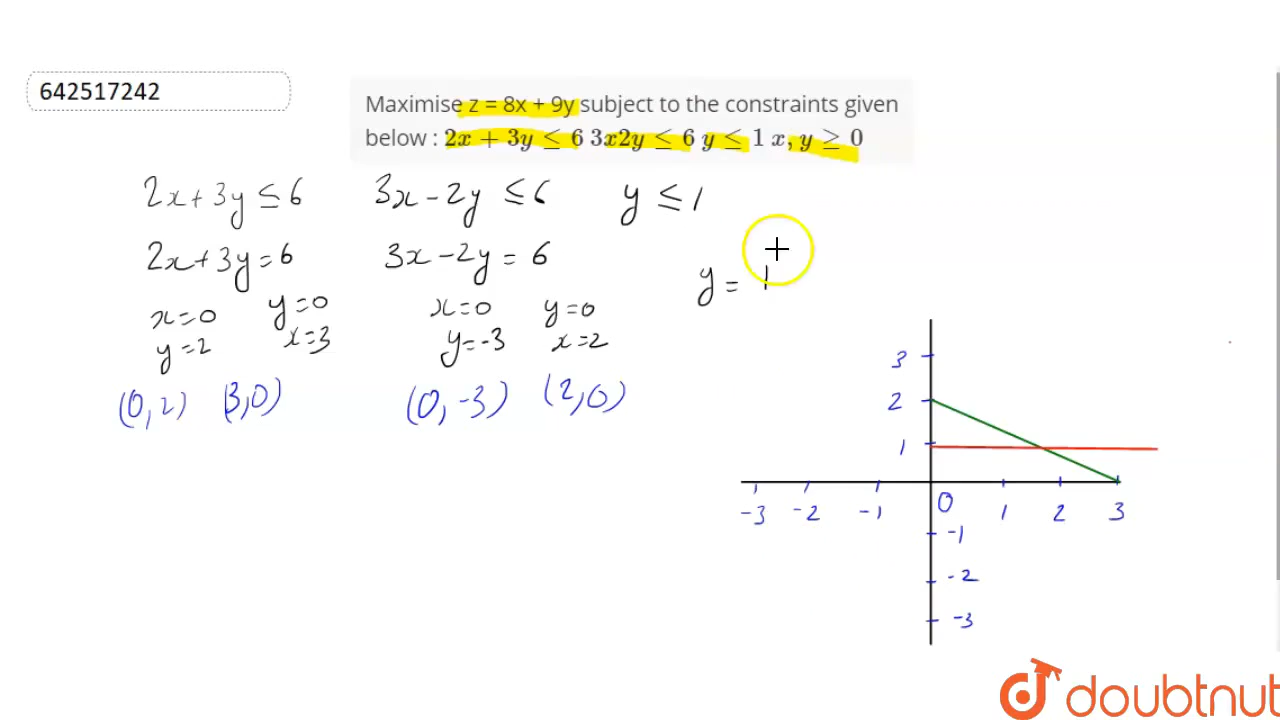 642517242
Maximise z = 8x + 9y subject to the constraints given
below : 2x + 3y ≤ 6 3x2y ≤ 6 y ≤ 1 x, y ≥ 0
2x + 3y ≤ 6 3x - 2y ≤ 6 y ≤ 1
2x + 3y = 6 3x - 2y = 6
y = 1
x = 0 y = 0 x = 0 y = 0
y = 2 x = 3 y = -3 x = 2
(0, 2) (3, 0) (0, -3) (2, 0)
3
2
1
-3 -2 -1 0 1 2 3
-1
-2
-3
doubtnut